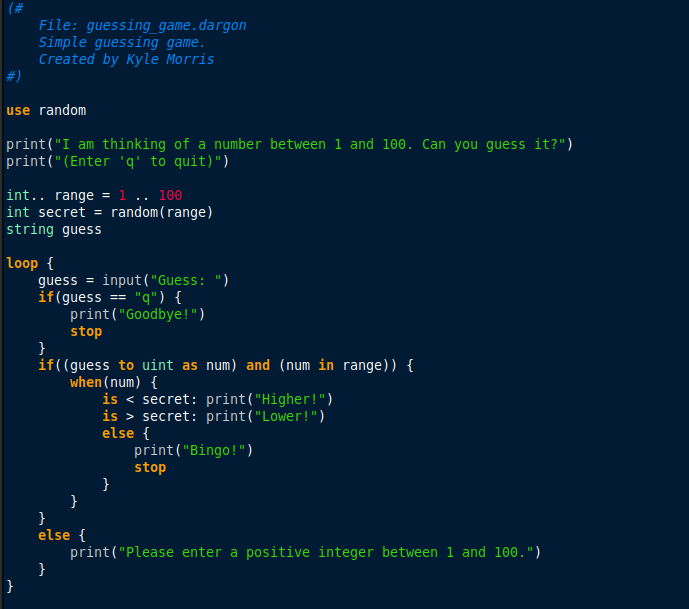 (#
    File: guessing_game.dargon
    Simple guessing game.
    Created by Kyle Morris
#)

use random

print("I am thinking of a number between 1 and 100. Can you guess it?")
print("(Enter 'q' to quit)")

int.. range = 1 .. 100
int secret = random(range)
string guess

loop {
    guess = input("Guess: ")
    if(guess == "q") {
        print("Goodbye!")
        stop
    }
    if((guess to uint as num) and (num in range)) {
        when(num) {
            is < secret: print("Higher!")
            is > secret: print("Lower!")
            else {
                print("Bingo!")
                stop
            }
        }
    }
    else {
        print("Please enter a positive integer between 1 and 100.")
    }
}